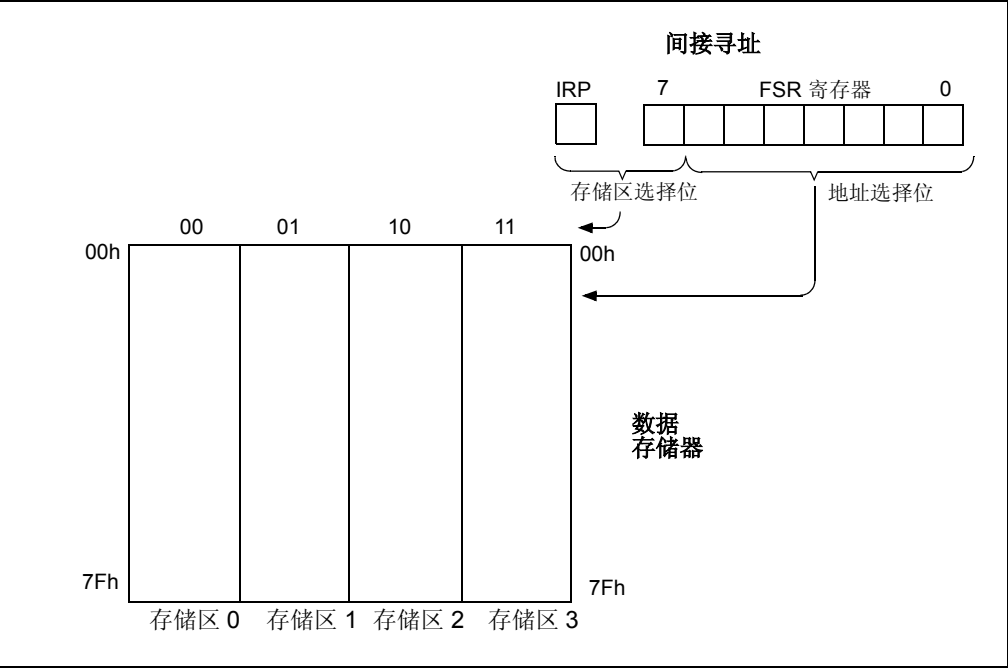 间接寻址
IRP 7 FSR 寄存器 0
存储区选择位 地址选择位
00 01 10 11
00h 00h
数据
存储器
7Fh 7Fh
存储区 0 存储区 1 存储区 2 存储区 3